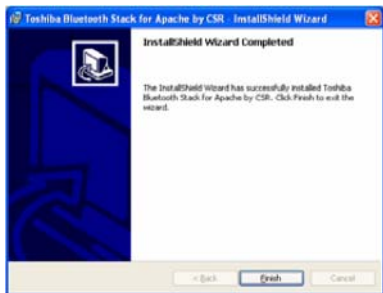 Toshiba Bluetooth Stack for Apache by CSR - InstallShield Wizard
InstallShield Wizard Completed
The InstallShield Wizard has successfully installed Toshiba
Bluetooth Stack for Apache by CSR. Click Finish to exit the
wizard.
< Back
Finish
Cancel